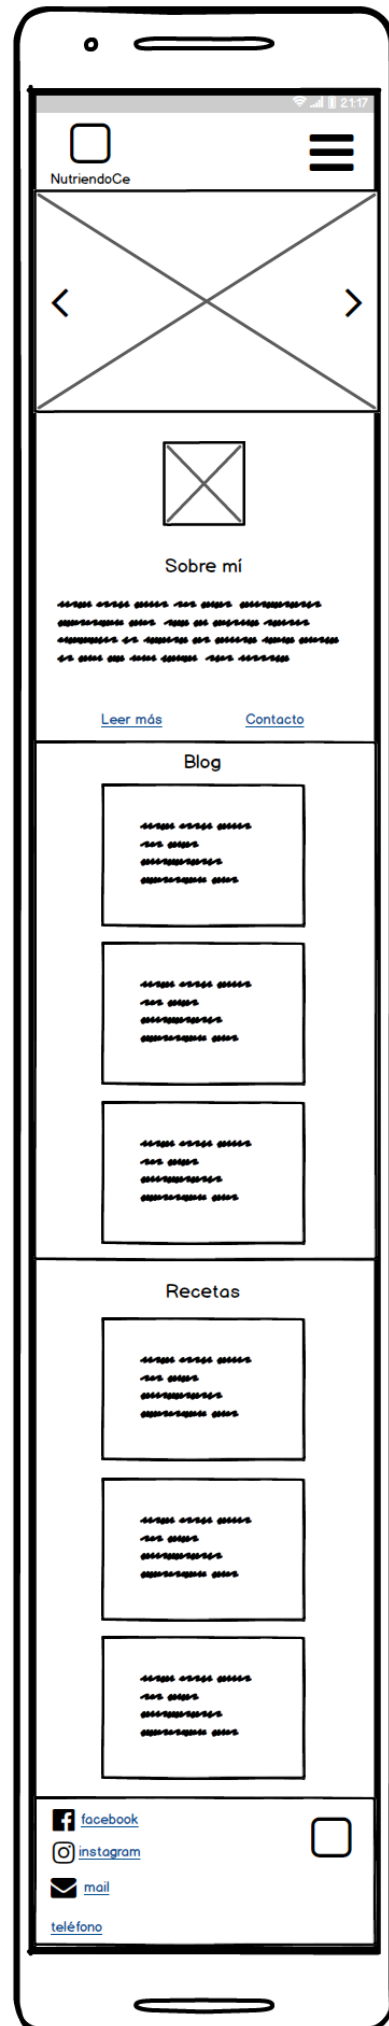 21:17
NutriendoCe
Sobre mí
Leer más
Contacto
Blog
Recetas
facebook
instagram
mail
teléfono